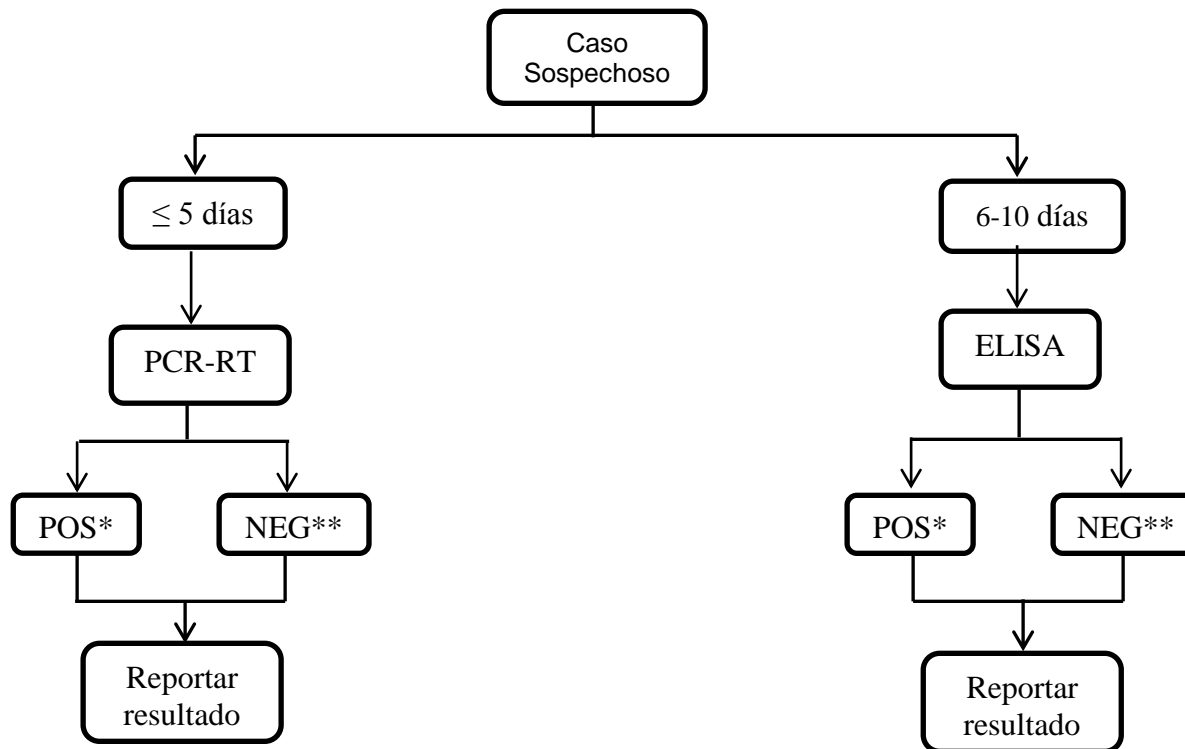 Caso
Sospechoso
≤ 5 días
6-10 días
PCR-RT
ELISA
POS*
NEG**
POS*
NEG**
Reportar
resultado
Reportar
resultado